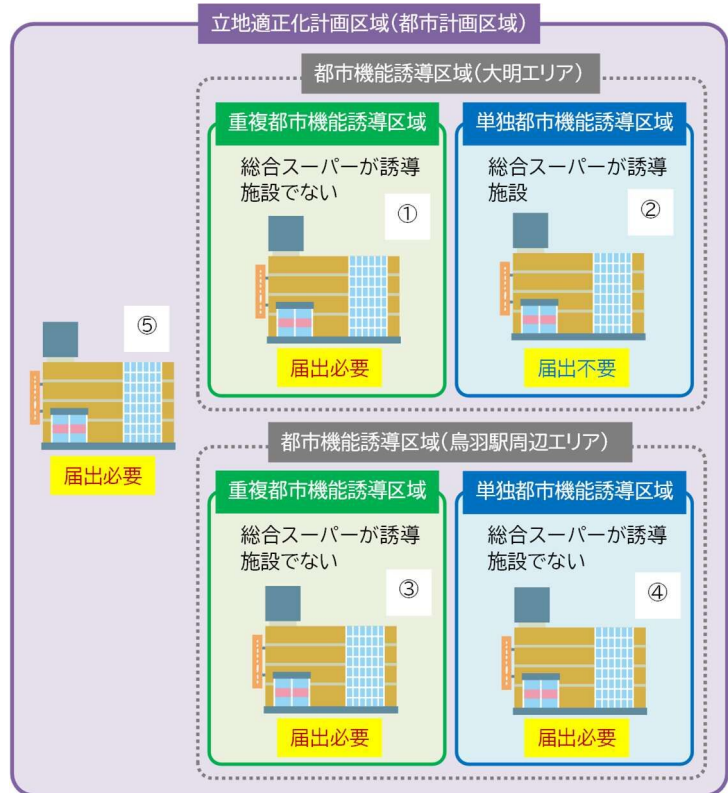 立地適正化計画区域(都市計画区域)
都市機能誘導区域(大明エリア)
重複都市機能誘導区域
総合スーパーが誘導
施設でない
①
届出必要
単独都市機能誘導区域
総合スーパーが誘導
施設
②
届出不要
⑤
届出必要
都市機能誘導区域(鳥羽駅周辺エリア)
重複都市機能誘導区域
総合スーパーが誘導
施設でない
③
届出必要
単独都市機能誘導区域
総合スーパーが誘導
施設でない
④
届出必要